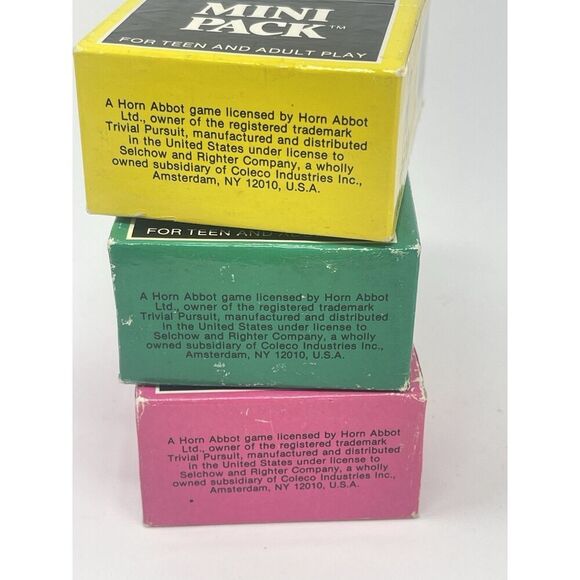 MINI
PACK™
FOR TEEN AND ADULT PLAY
A Horn Abbot game licensed by Horn Abbot
Ltd., owner of the registered trademark
Trivial Pursuit, manufactured and distributed
in the United States under license to
Selchow and Righter Company, a wholly
owned subsidiary of Coleco Industries Inc.,
Amsterdam, NY 12010, U.S.A.
FOR TEEN AND
A Horn Abbot game licensed by Horn Abbot
Ltd., owner of the registered trademark
Trivial Pursuit, manufactured and distributed
in the United States under license to
Selchow and Righter Company, a wholly
owned subsidiary of Coleco Industries Inc.,
Amsterdam, NY 12010, U.S.A.
A Horn Abbot game licensed by Horn Abbot
Ltd., owner of the registered trademark
Trivial Pursuit, manufactured and distributed
in the United States under license to
Selchow and Righter Company, a wholly
owned subsidiary of Coleco Industries Inc.,
Amsterdam, NY 12010, U.S.A.